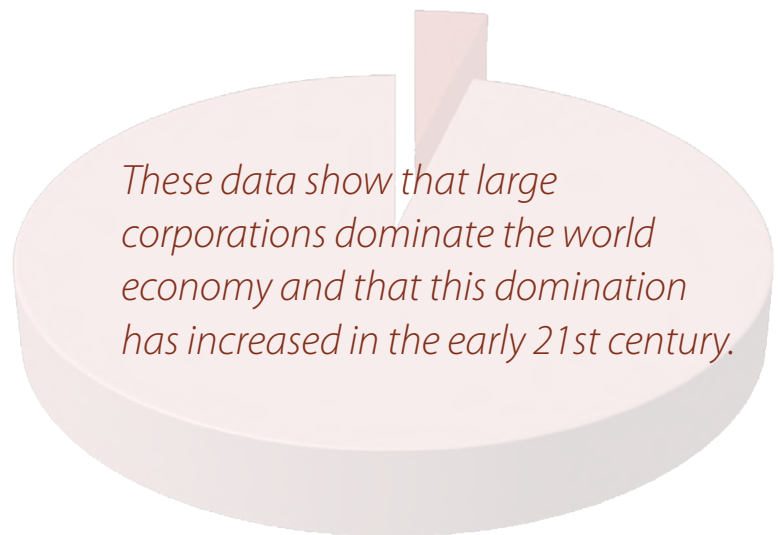 These data show that large
corporations dominate the world
economy and that this domination
has increased in the early 21st century.